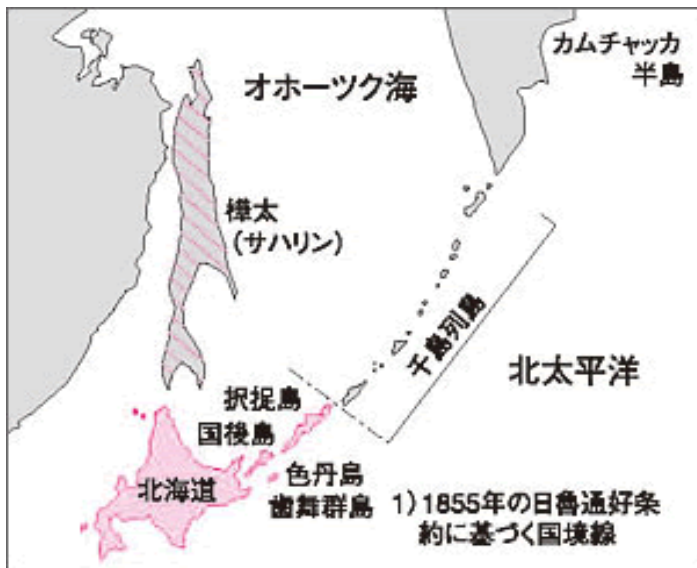 カムチャッカ
半島
オホーツク海
樺太
(サハリン)
千島列島
北太平洋
択捉島
国後島
北海道
色丹島
歯舞群島
1)1855年の日魯通好条
約に基づく国境線